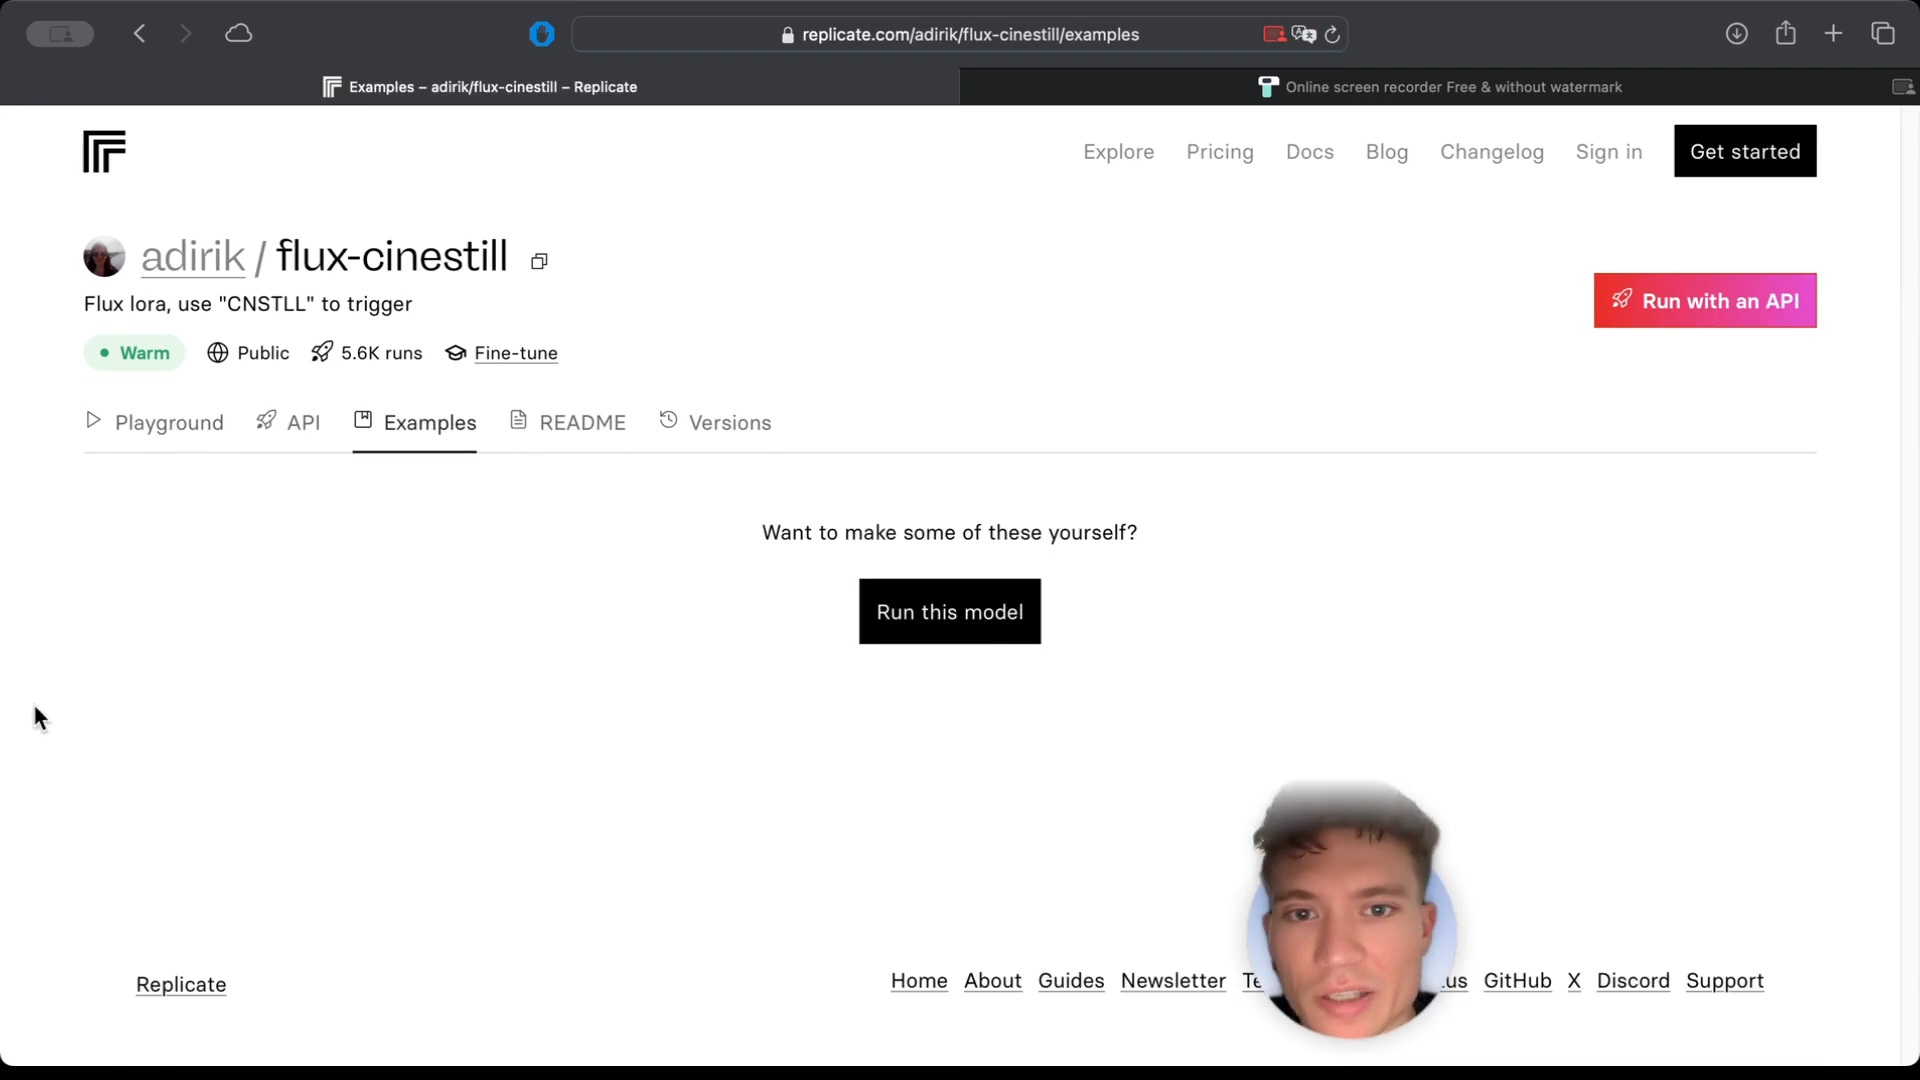 replicate.com/adirik/flux-cinestill/examples
Examples – adirik/flux-cinestill – Replicate
Online screen recorder Free & without watermark
Explore Pricing Docs Blog Changelog Sign in Get started
adirik / flux-cinestill
Flux lora, use "CNSTLL" to trigger
Run with an API
Warm Public 5.6K runs Fine-tune
Playground API Examples README Versions
Want to make some of these yourself?
Run this model
Replicate
Home About Guides Newsletter GitHub X Discord Support